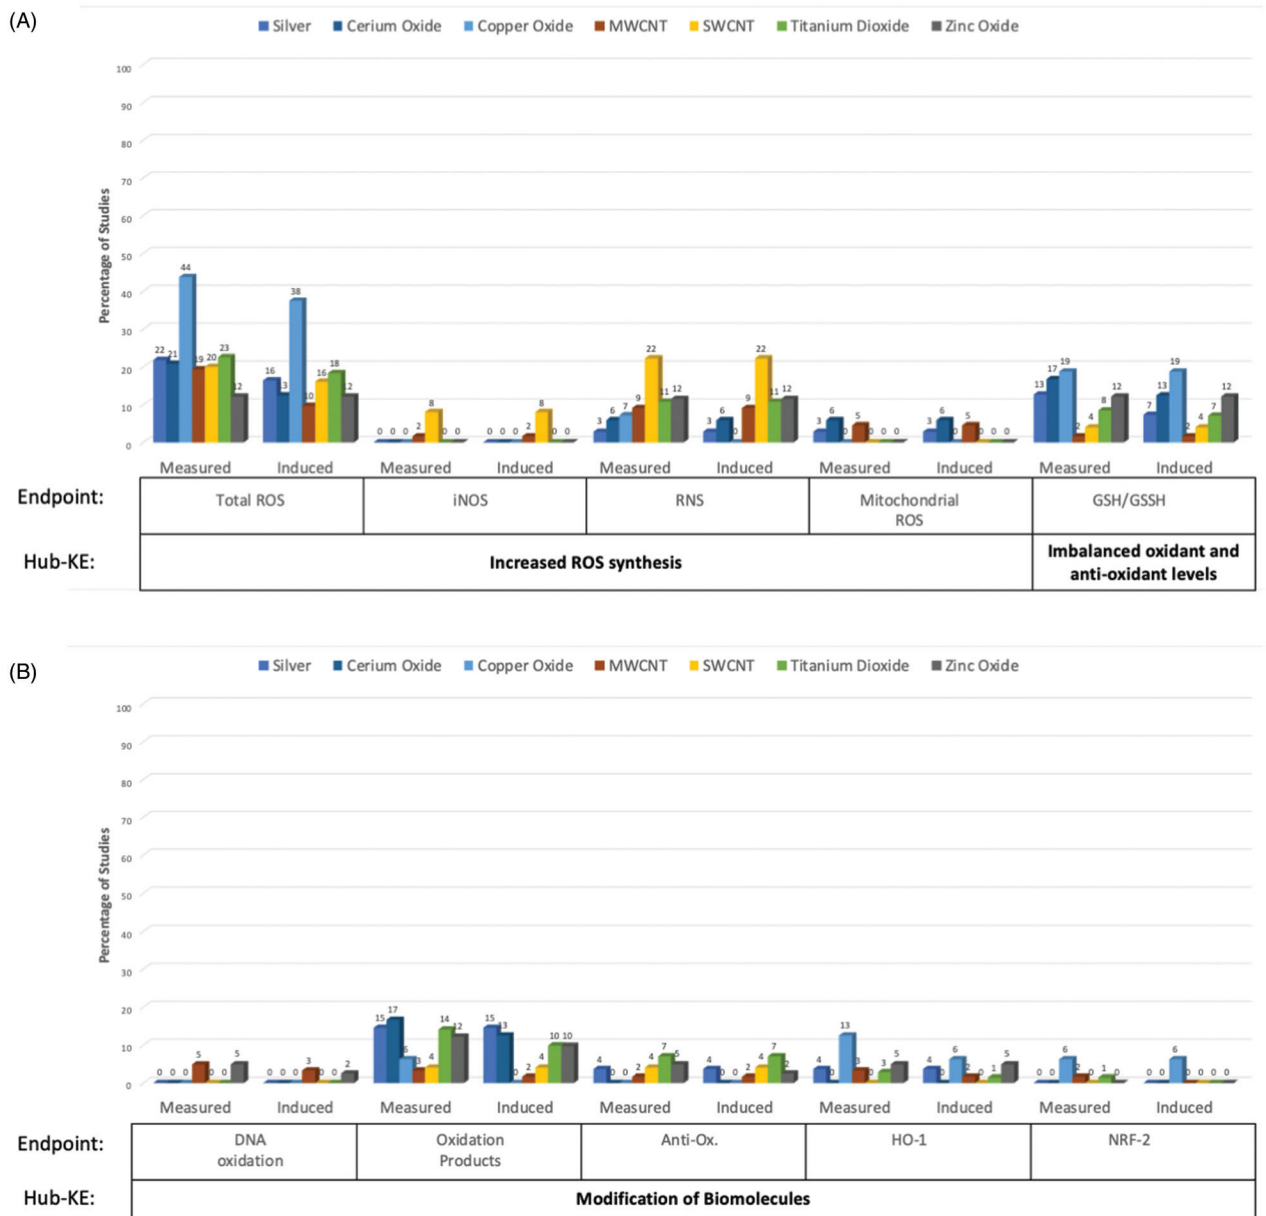 (A)
Silver Cerium Oxide Copper Oxide MWCNT SWCNT Titanium Dioxide Zinc Oxide
100
90
80
70
60
50
40
30
20
10
0
Percentage of Studies
22 21 44 19 20 23 12 16 13 38 10 16 18 12
0 0 0 2 8 0 0 0 0 0 2 8 0 0
3 6 7 9 22 11 12 3 6 0 9 22 11 12
3 6 0 5 0 0 0 3 6 0 5 0 0 0
13 17 19 2 4 8 12 7 13 19 2 4 7 12
Measured Induced Measured Induced Measured Induced Measured Induced Measured Induced
Endpoint: Total ROS iNOS RNS Mitochondrial ROS GSH/GSSH
Hub-KE: Increased ROS synthesis Imbalanced oxidant and anti-oxidant levels
(B)
Silver Cerium Oxide Copper Oxide MWCNT SWCNT Titanium Dioxide Zinc Oxide
100
90
80
70
60
50
40
30
20
10
0
Percentage of Studies
0 0 0 5 0 0 5 0 0 0 3 0 0 2
15 17 6 3 4 14 12 15 13 0 2 4 10 10
4 0 0 2 4 7 5 4 0 0 2 4 7 2
4 0 13 3 0 3 5 4 0 6 2 0 1 5
0 0 6 2 0 1 0 0 0 6 0 0 0 0
Measured Induced Measured Induced Measured Induced Measured Induced Measured Induced
Endpoint: DNA oxidation Oxidation Products Anti-Ox. HO-1 NRF-2
Hub-KE: Modification of Biomolecules